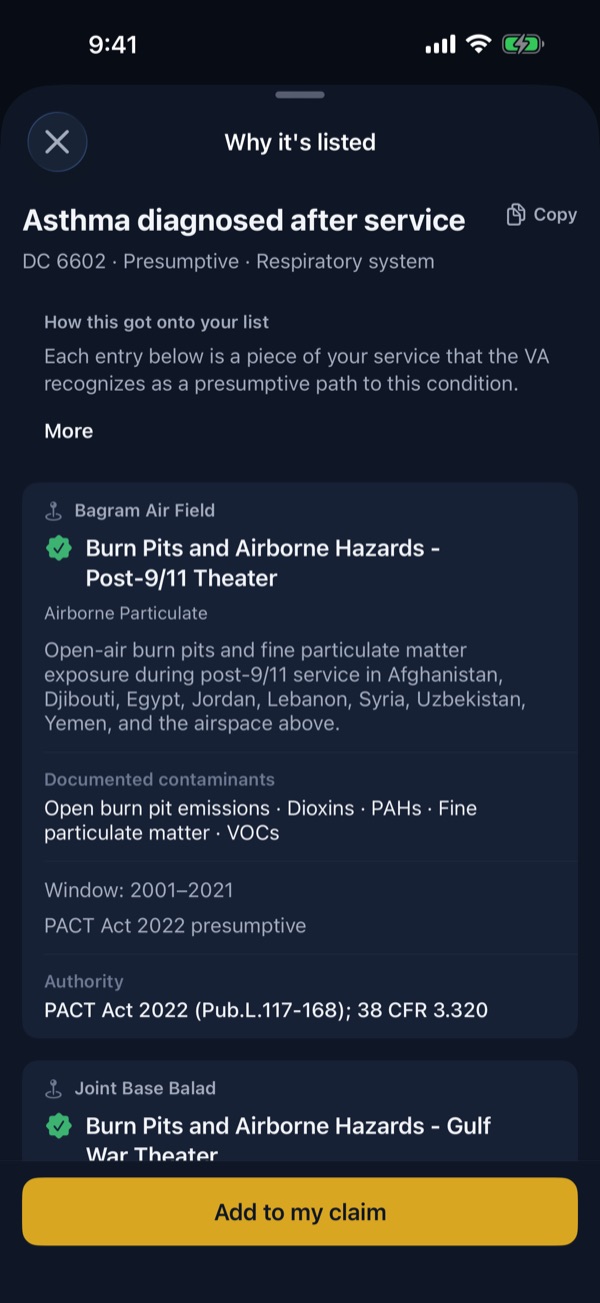 9:41
Why it's listed
Asthma diagnosed after service
Copy
DC 6602 · Presumptive · Respiratory system
How this got onto your list
Each entry below is a piece of your service that the VA
recognizes as a presumptive path to this condition.
More
Bagram Air Field
Burn Pits and Airborne Hazards -
Post-9/11 Theater
Airborne Particulate
Open-air burn pits and fine particulate matter
exposure during post-9/11 service in Afghanistan,
Djibouti, Egypt, Jordan, Lebanon, Syria, Uzbekistan,
Yemen, and the airspace above.
Documented contaminants
Open burn pit emissions · Dioxins · PAHs · Fine
particulate matter · VOCs
Window: 2001–2021
PACT Act 2022 presumptive
Authority
PACT Act 2022 (Pub.L.117-168); 38 CFR 3.320
Joint Base Balad
Burn Pits and Airborne Hazards - Gulf
War Theater
Add to my claim